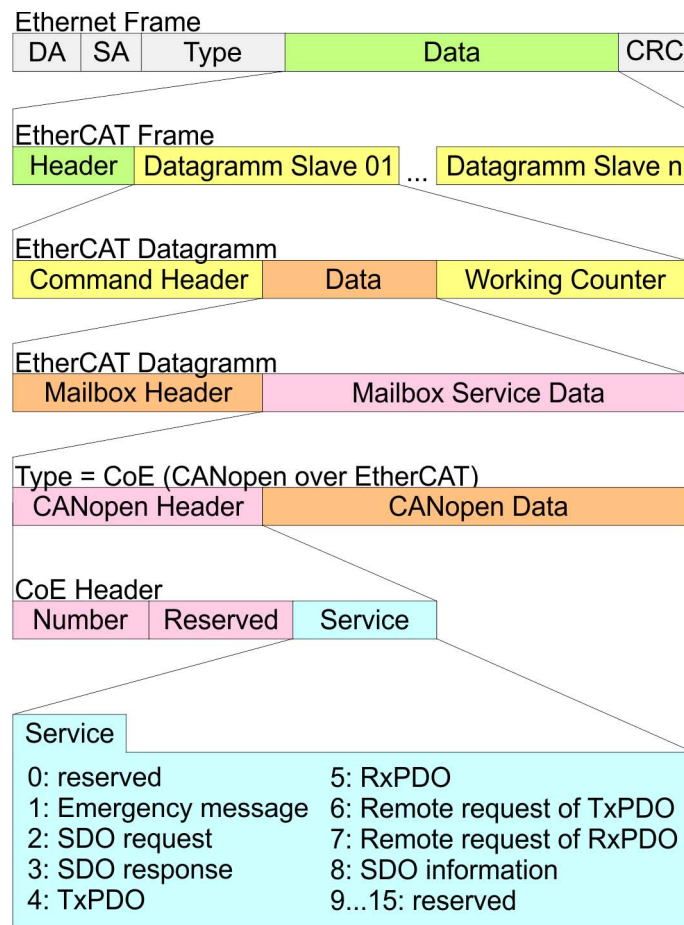 Ethernet Frame
DA SA Type Data CRC
EtherCAT Frame
Header Datagramm Slave 01 ... Datagramm Slave n
EtherCAT Datagramm
Command Header Data Working Counter
EtherCAT Datagramm
Mailbox Header Mailbox Service Data
Type = CoE (CANopen over EtherCAT)
CANopen Header CANopen Data
CoE Header
Number Reserved Service
Service
0: reserved
1: Emergency message
2: SDO request
3: SDO response
4: TxPDO
5: RxPDO
6: Remote request of TxPDO
7: Remote request of RxPDO
8: SDO information
9...15: reserved